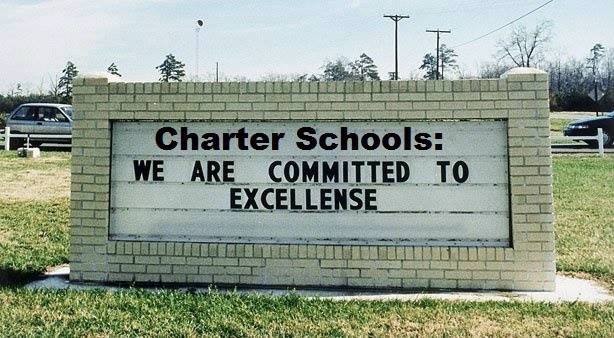 Charter Schools:
WE ARE COMMITTED TO
EXCELLENSE